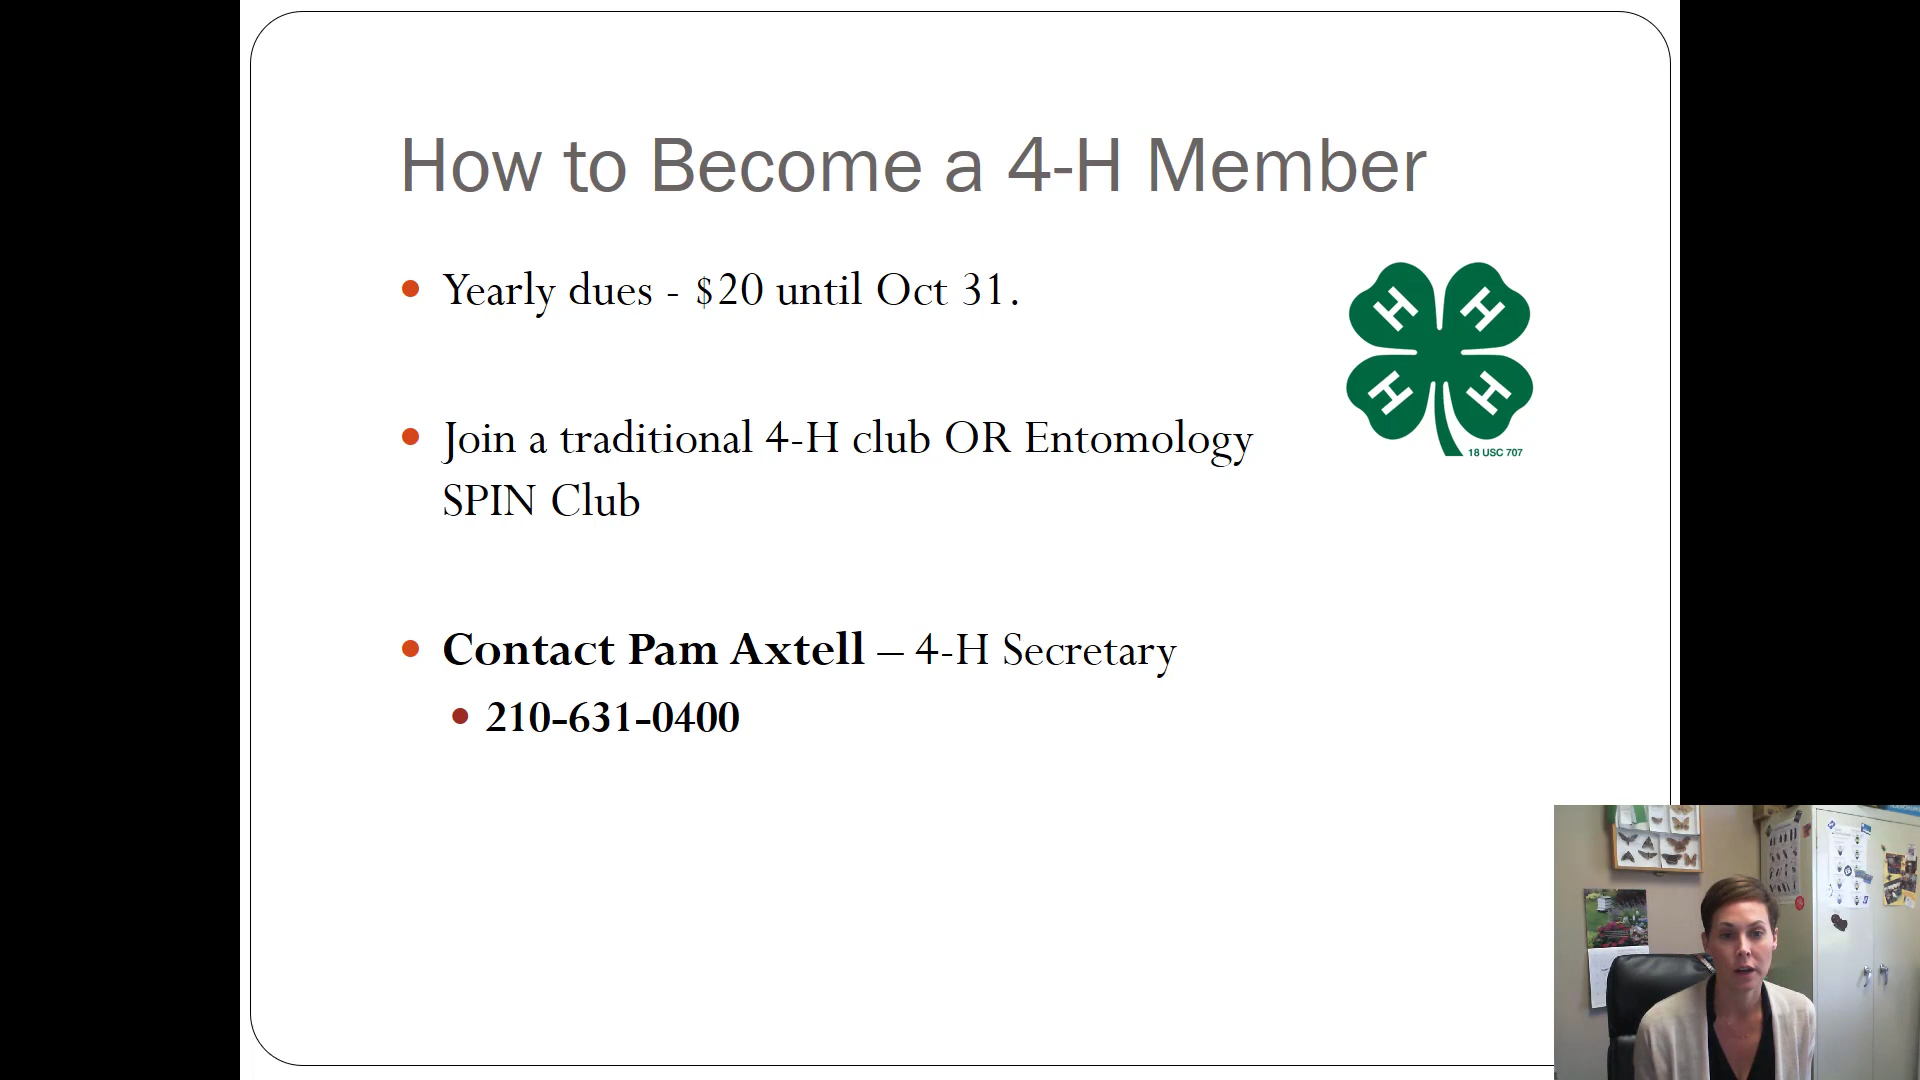 How to Become a 4-H Member
• Yearly dues - $20 until Oct 31.
• Join a traditional 4-H club OR Entomology
SPIN Club
• Contact Pam Axtell – 4-H Secretary
• 210-631-0400
H H
H H
18 USC 707